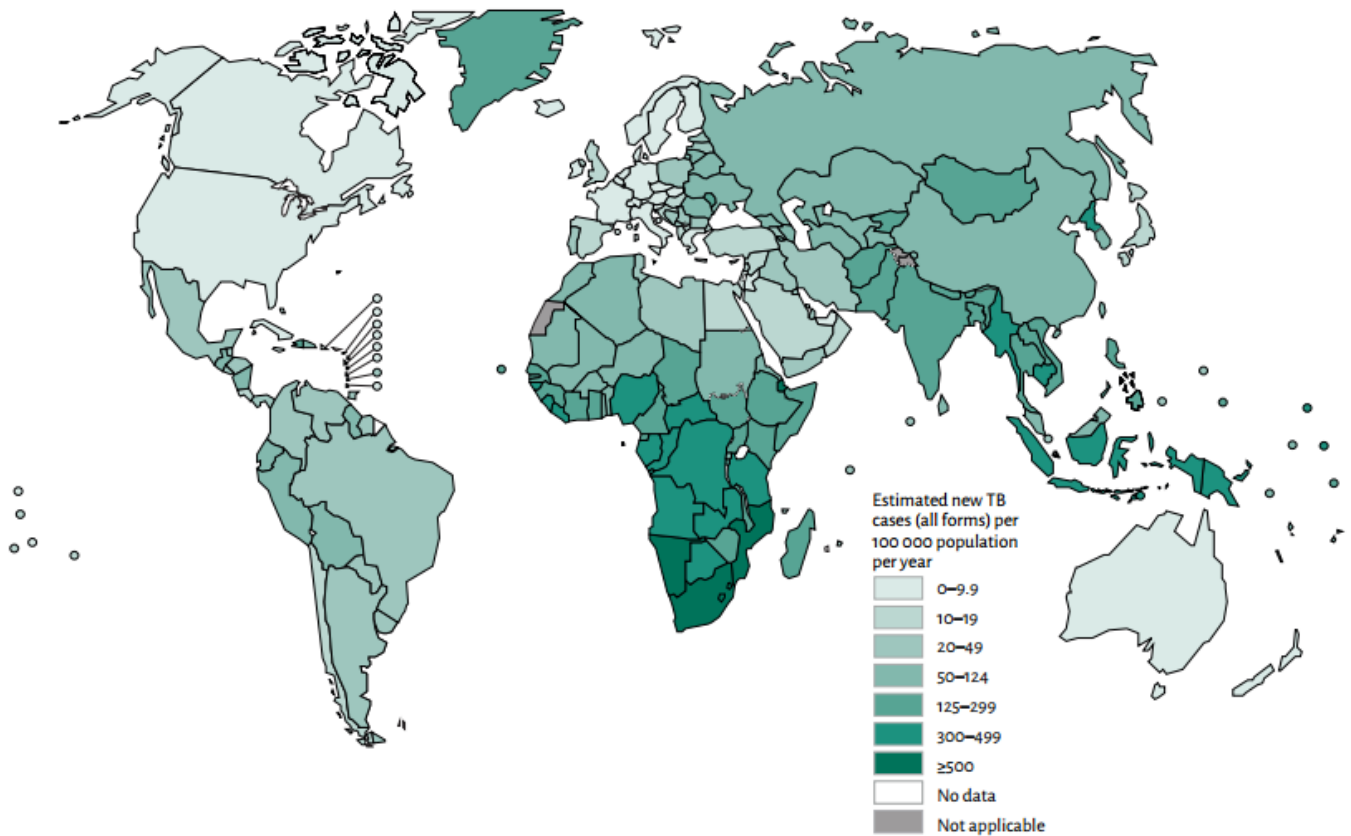 Estimated new TB
cases (all forms) per
100 000 population
per year
0–9.9
10–19
20–49
50–124
125–299
300–499
≥500
No data
Not applicable